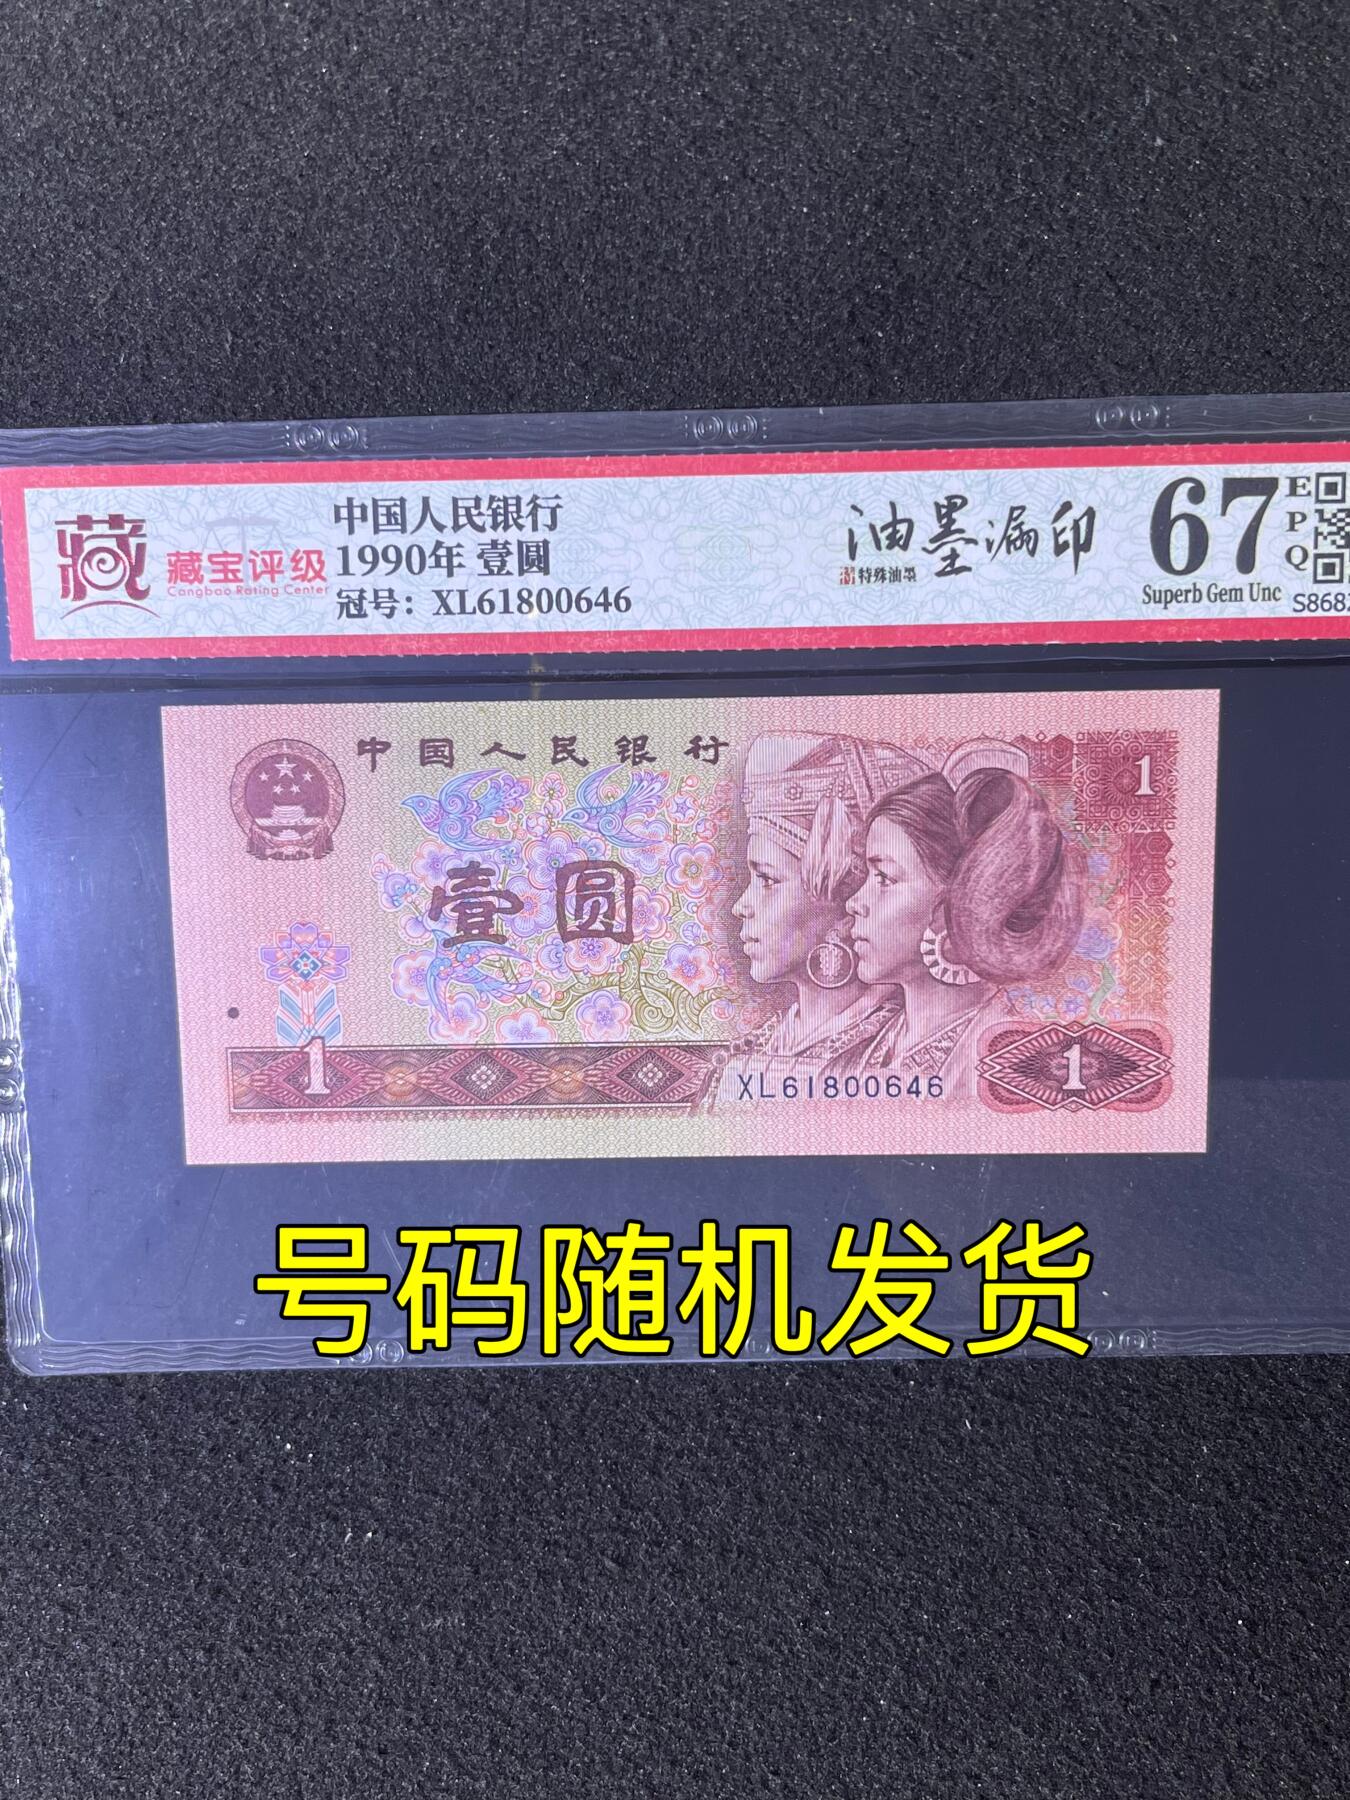 藏
藏宝评级
Cangbao Rating Center
中国人民银行
1990年 壹圆
冠号：XL61800646
油墨漏印
特殊油墨
67
EPQ
Superb Gem Unc
中国人民银行
1
壹圆
1
XL61800646
1
号码随机发货